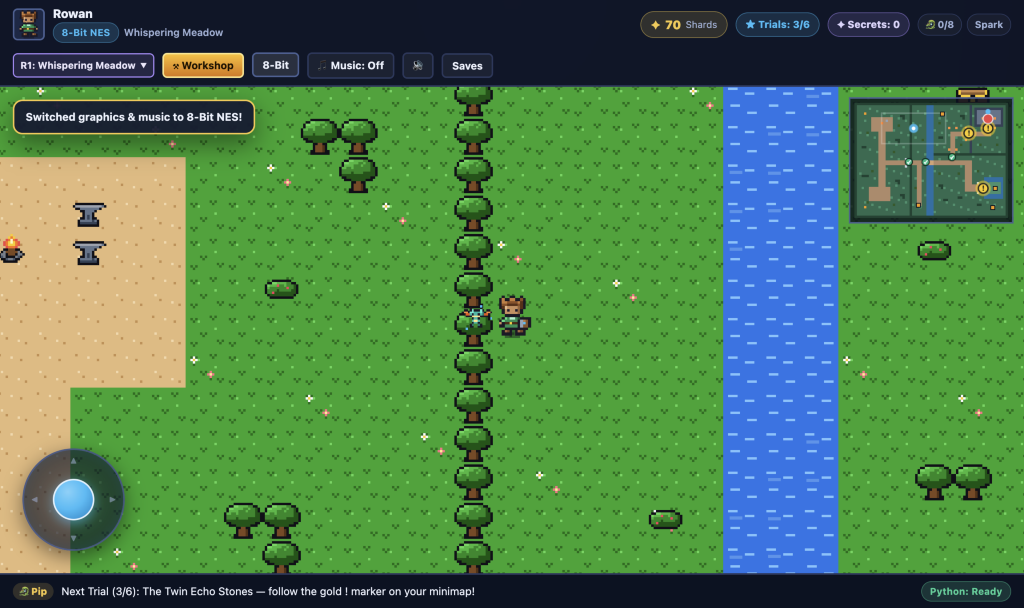 Rowan
8-Bit NES Whispering Meadow
70 Shards
Trials: 3/6
Secrets: 0
0/8
Spark
R1: Whispering Meadow
Workshop
8-Bit
Music: Off
Saves
Switched graphics & music to 8-Bit NES!
!
!
!
Pip
Next Trial (3/6): The Twin Echo Stones — follow the gold ! marker on your minimap!
Python: Ready